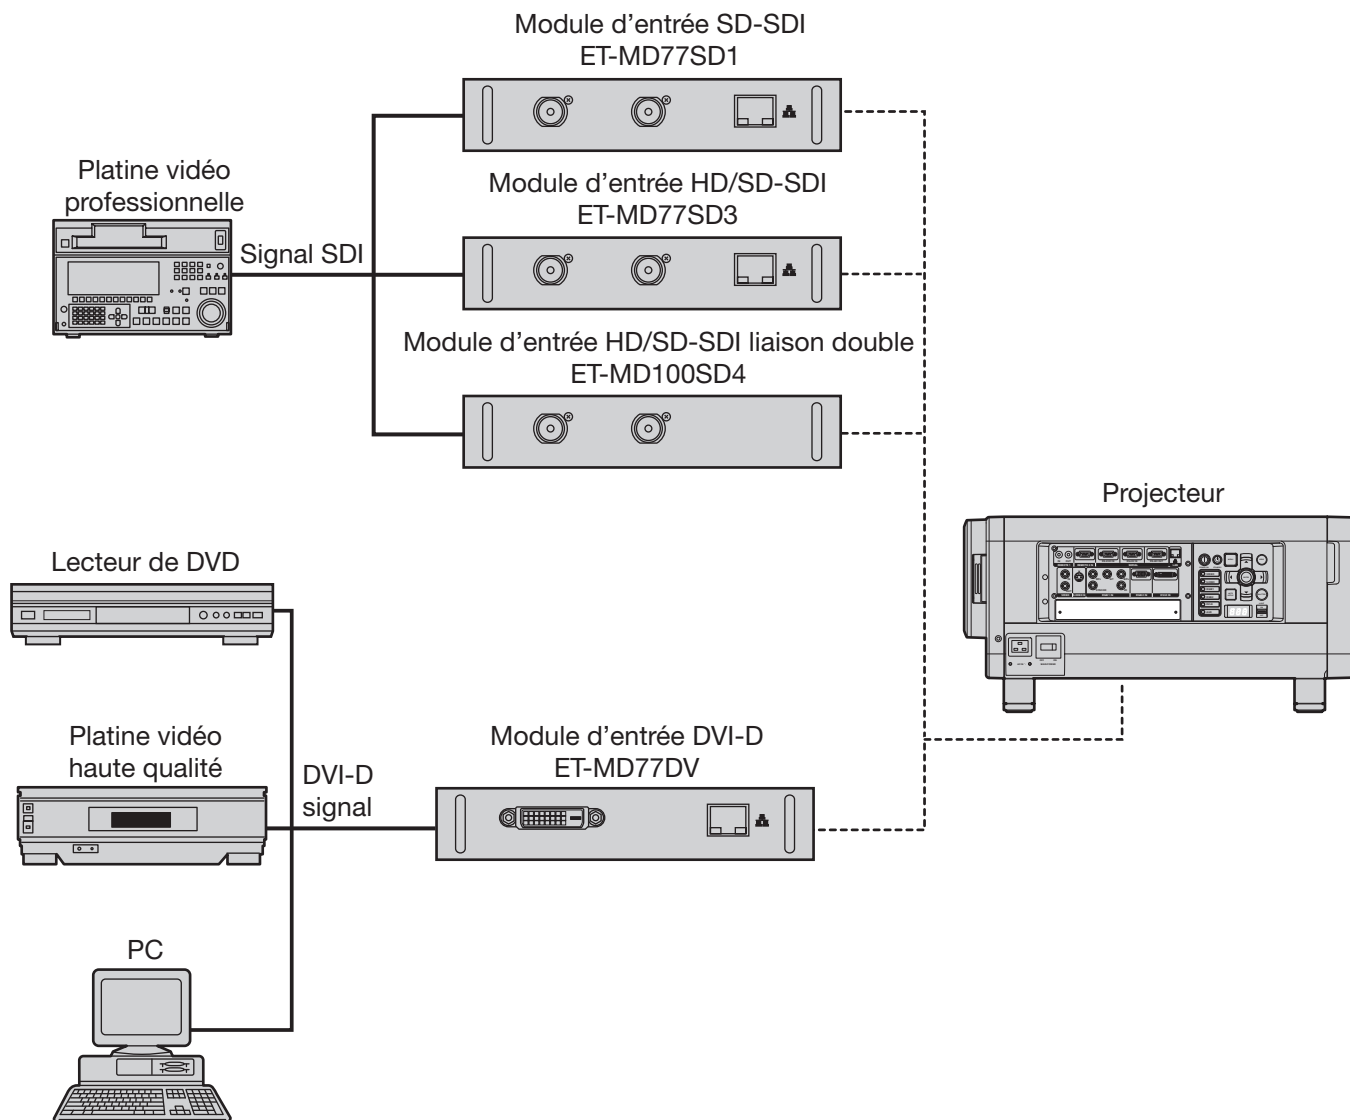 Module d'entrée SD-SDI
ET-MD77SD1
Platine vidéo
professionnelle
Signal SDI
Module d'entrée HD/SD-SDI
ET-MD77SD3
Module d'entrée HD/SD-SDI liaison double
ET-MD100SD4
Projecteur
Lecteur de DVD
Platine vidéo
haute qualité
DVI-D
signal
Module d'entrée DVI-D
ET-MD77DV
PC